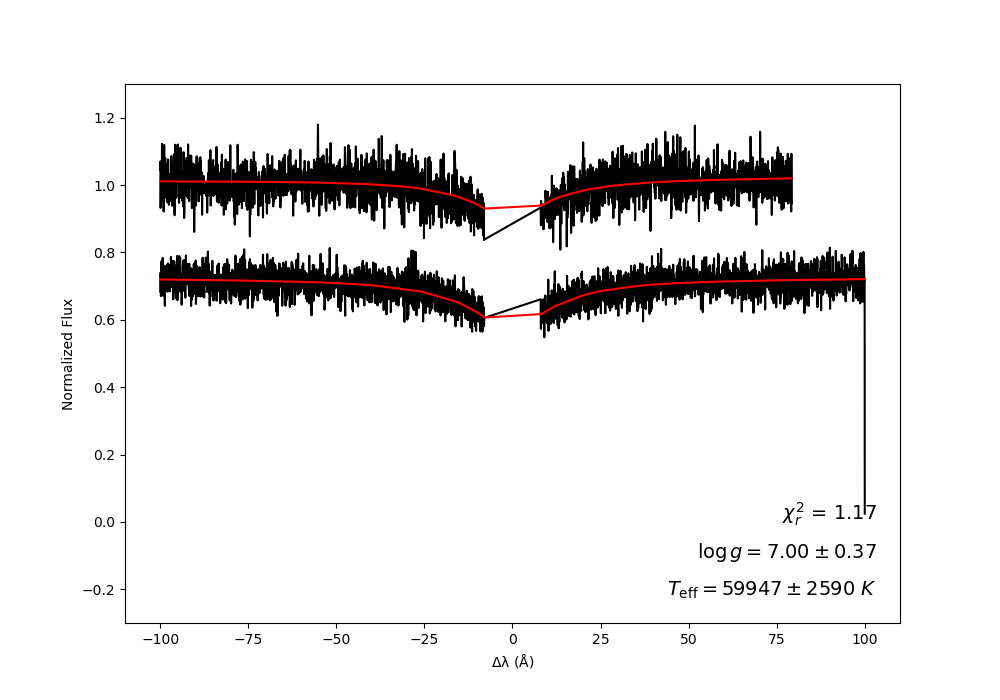 1.2
1.0
0.8
0.6
0.4
0.2
0.0
−0.2
Normalized Flux
χ²ᵣ = 1.17
log g = 7.00 ± 0.37
T_eff = 59947 ± 2590 K
−100 −75 −50 −25 0 25 50 75 100
Δλ (Å)